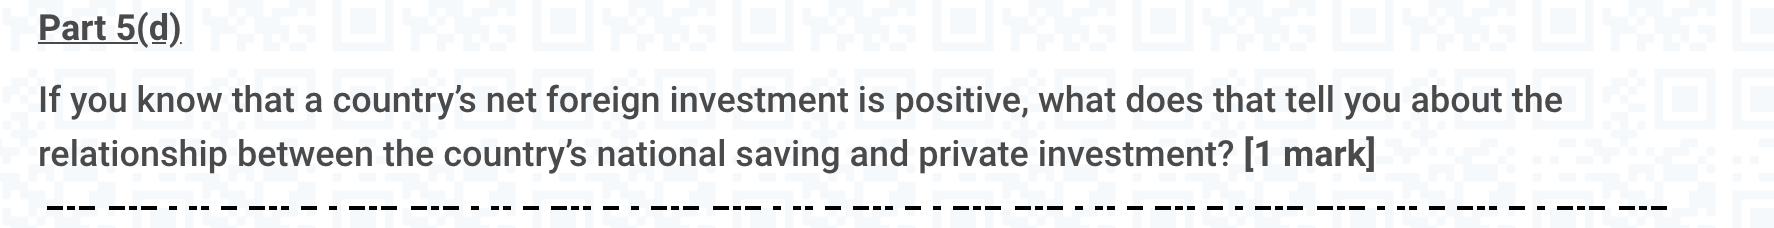 Part 5(d)
If you know that a country's net foreign investment is positive, what does that tell you about the
relationship between the country's national saving and private investment? [1 mark]